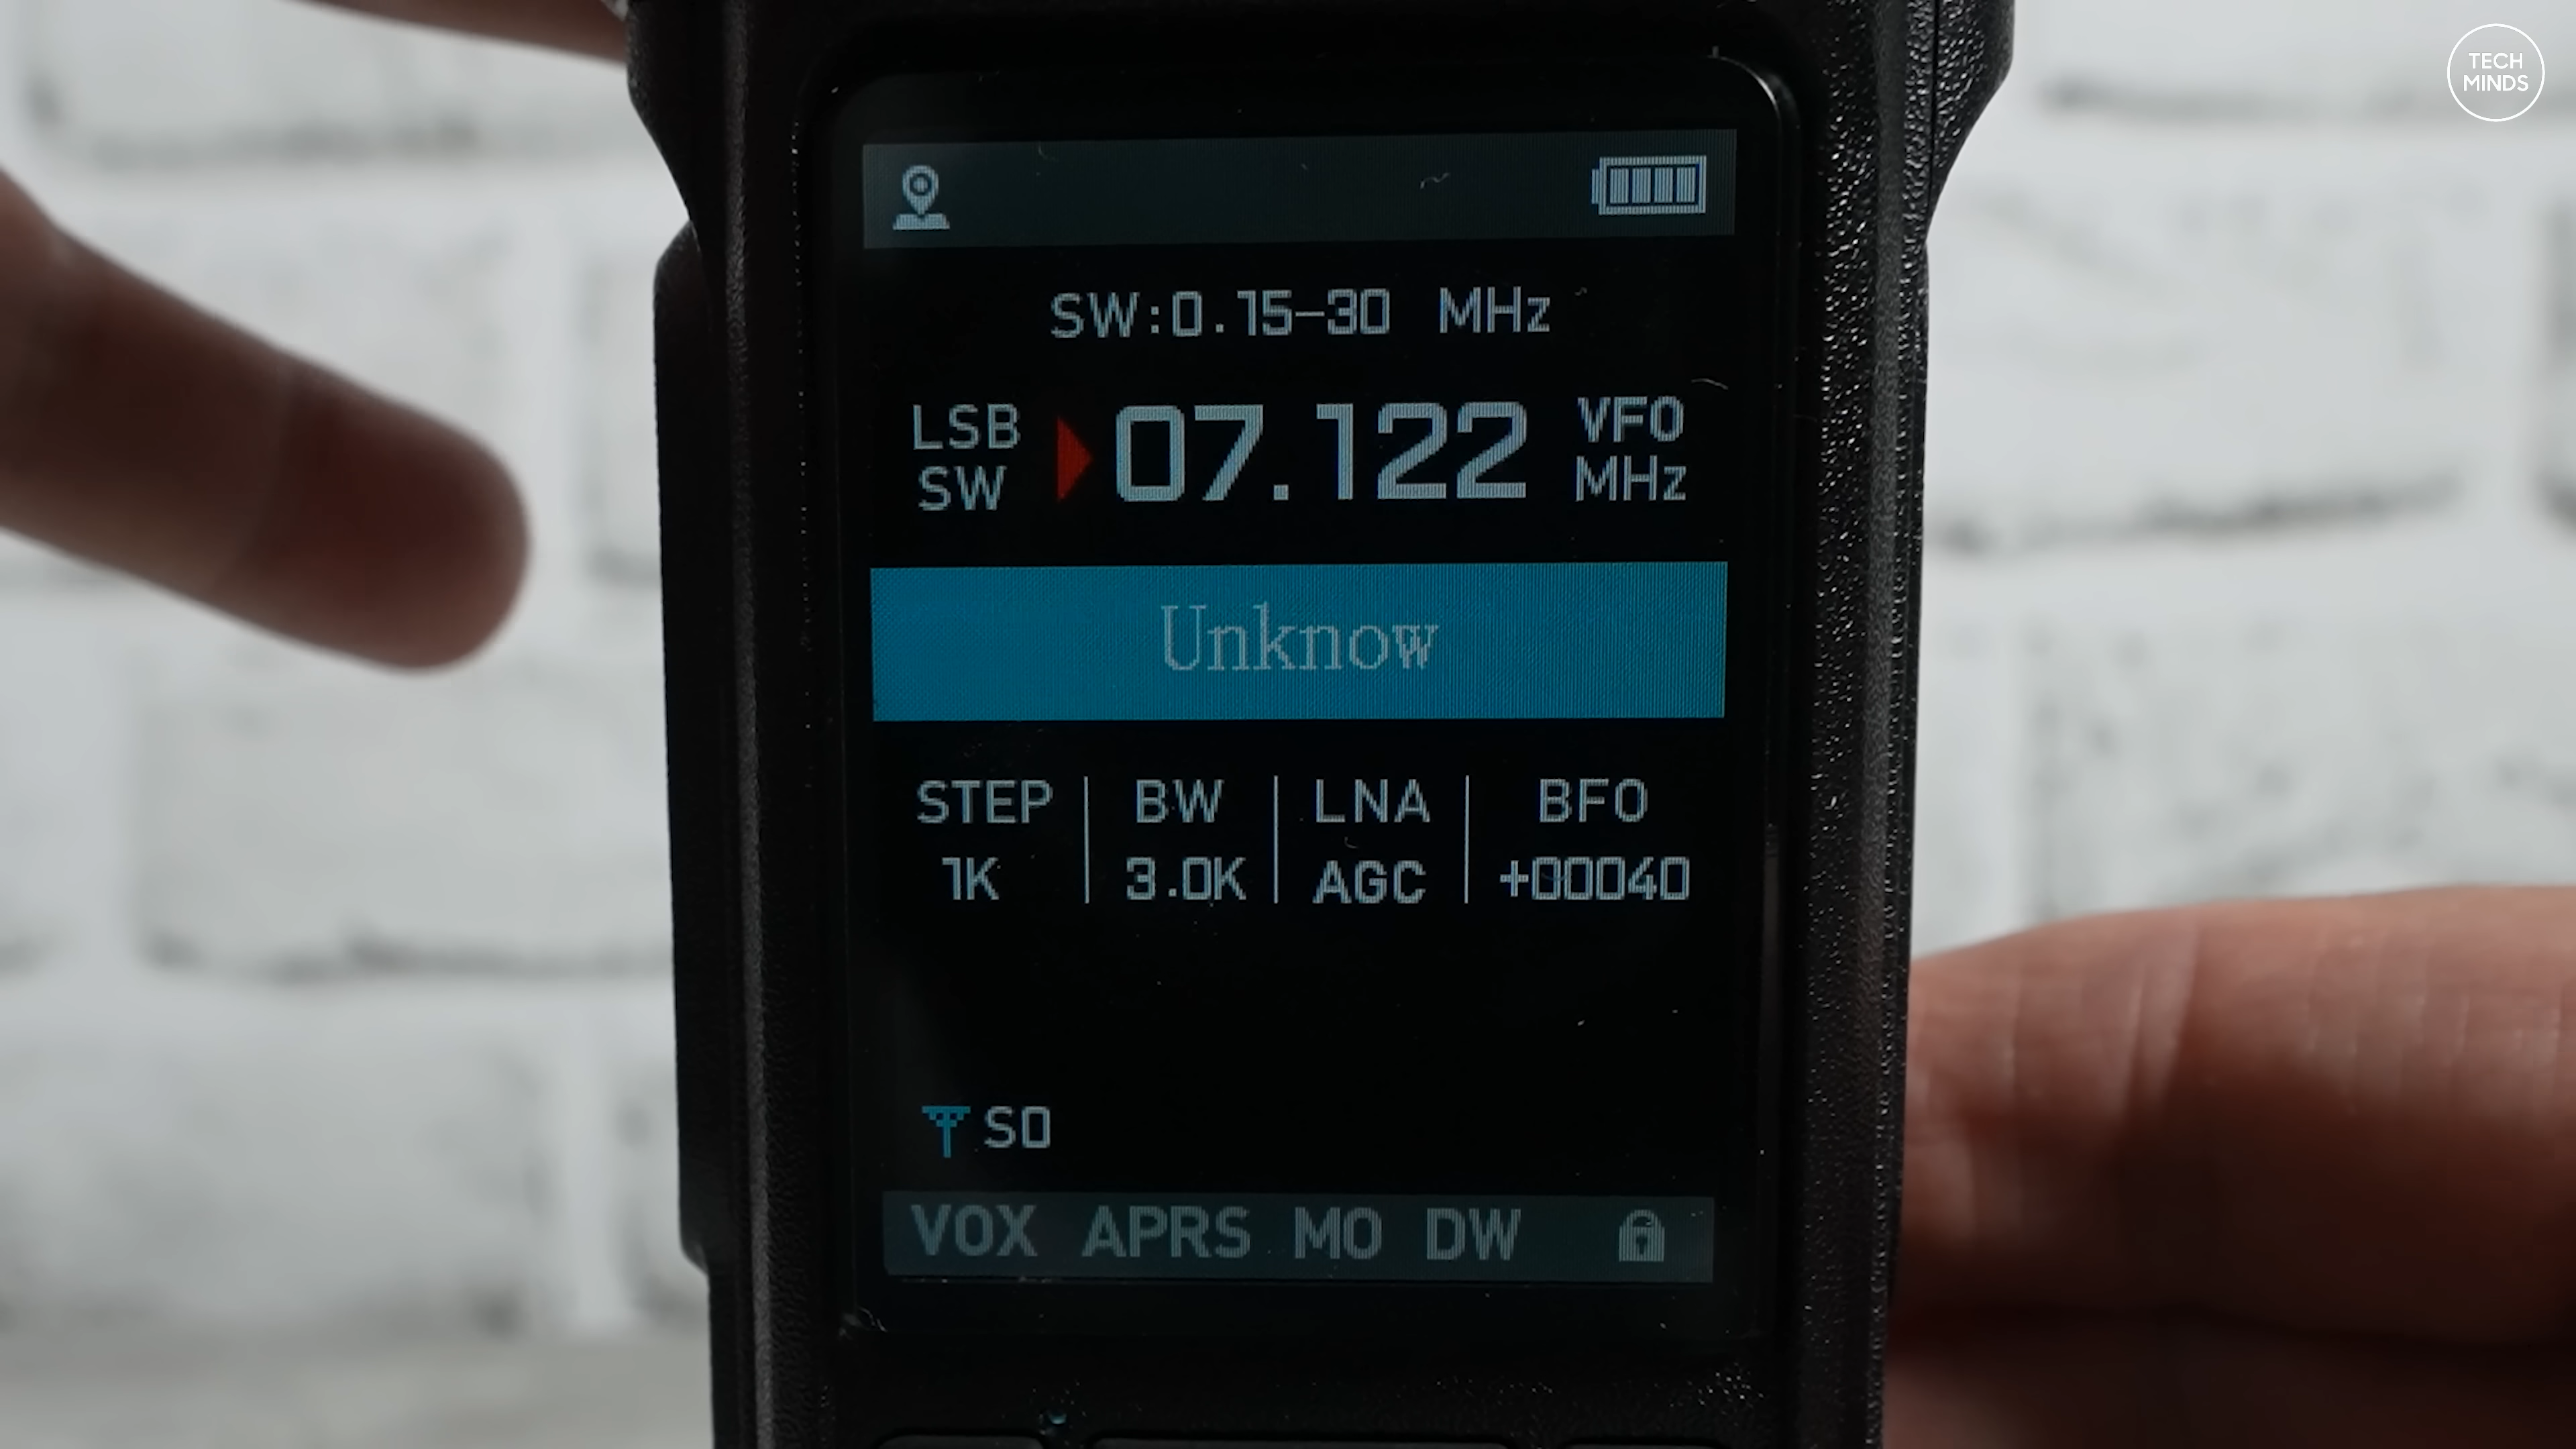 TECH
MINDS
SW:0.15-30 MHz
LSB
SW
07.122
VFO
MHz
Unknow
STEP BW LNA BFO
1K 3.0K AGC +00040
S0
VOX APRS MO DW